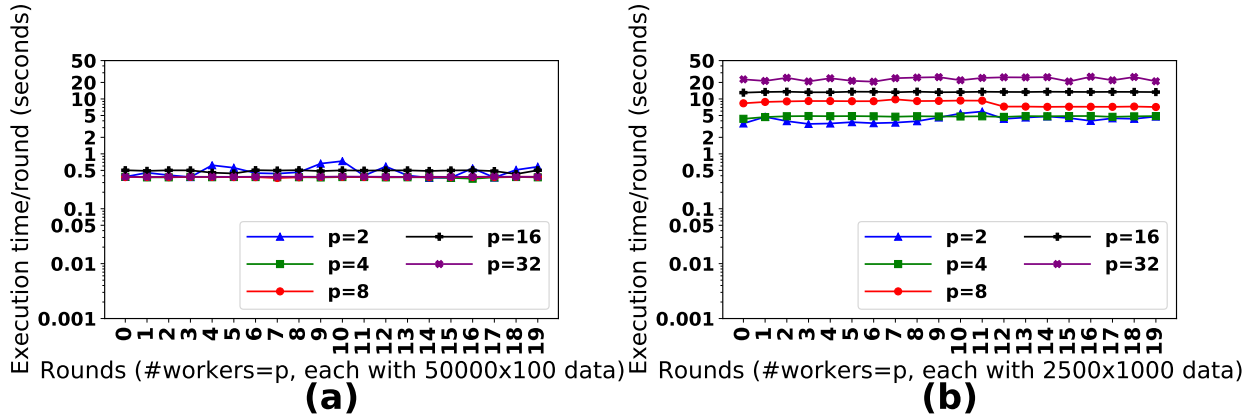 Execution time/round (seconds)
50
20
10
5
2
1
0.5
0.1
0.05
0.01
0.001
p=2
p=4
p=8
p=16
p=32
0 1 2 3 4 5 6 7 8 9 10 11 12 13 14 15 16 17 18 19
Rounds (#workers=p, each with 50000x100 data)
(a)
Execution time/round (seconds)
50
20
10
5
2
1
0.5
0.1
0.05
0.01
0.001
p=2
p=4
p=8
p=16
p=32
0 1 2 3 4 5 6 7 8 9 10 11 12 13 14 15 16 17 18 19
Rounds (#workers=p, each with 2500x1000 data)
(b)